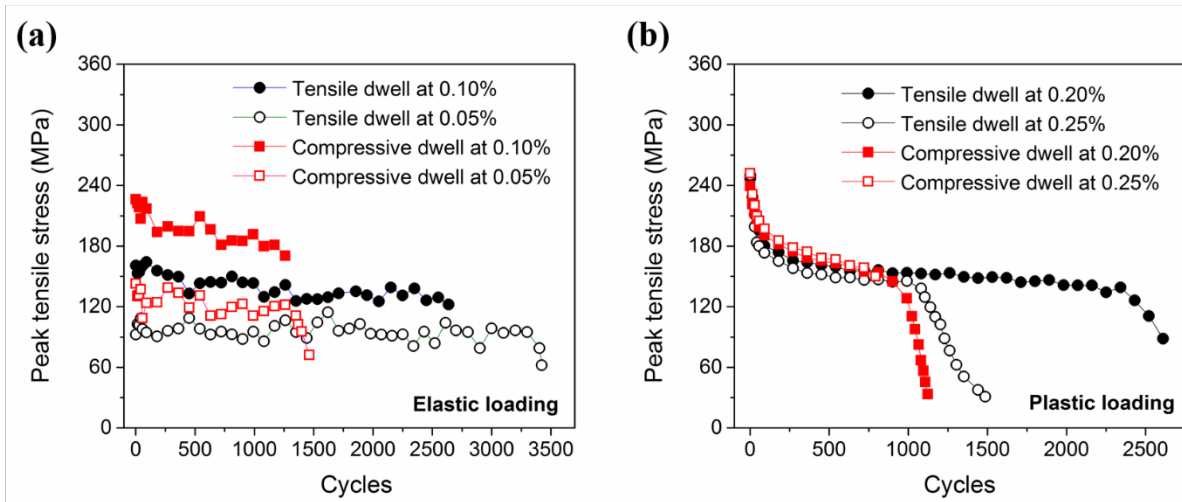 (a)
360
300
240
180
120
60
0
Peak tensile stress (MPa)
Tensile dwell at 0.10%
Tensile dwell at 0.05%
Compressive dwell at 0.10%
Compressive dwell at 0.05%
Elastic loading
0 500 1000 1500 2000 2500 3000 3500
Cycles
(b)
360
300
240
180
120
60
0
Peak tensile stress (MPa)
Tensile dwell at 0.20%
Tensile dwell at 0.25%
Compressive dwell at 0.20%
Compressive dwell at 0.25%
Plastic loading
0 500 1000 1500 2000 2500
Cycles